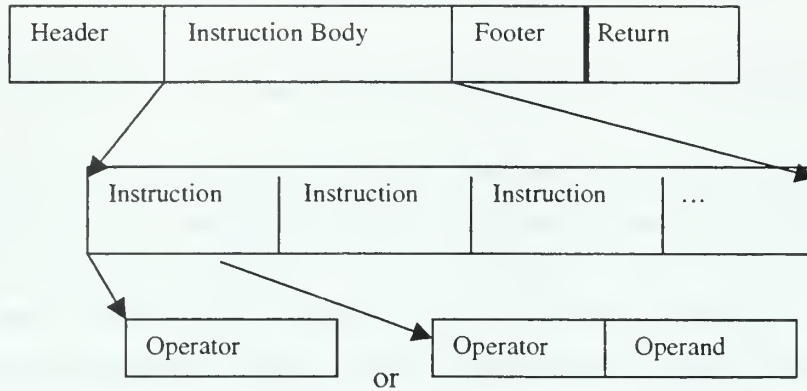 Header Instruction Body Footer Return
Instruction Instruction Instruction ...
Operator Operator Operand
or